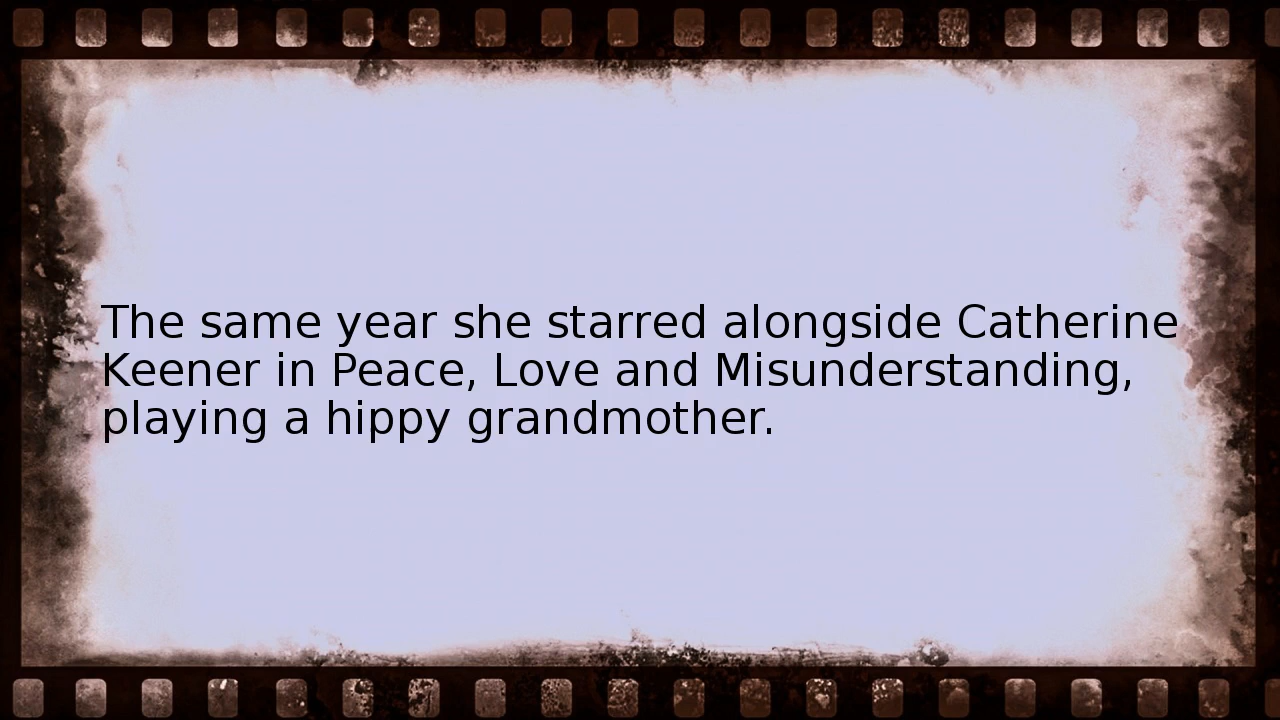 The same year she starred alongside Catherine
Keener in Peace, Love and Misunderstanding,
playing a hippy grandmother.